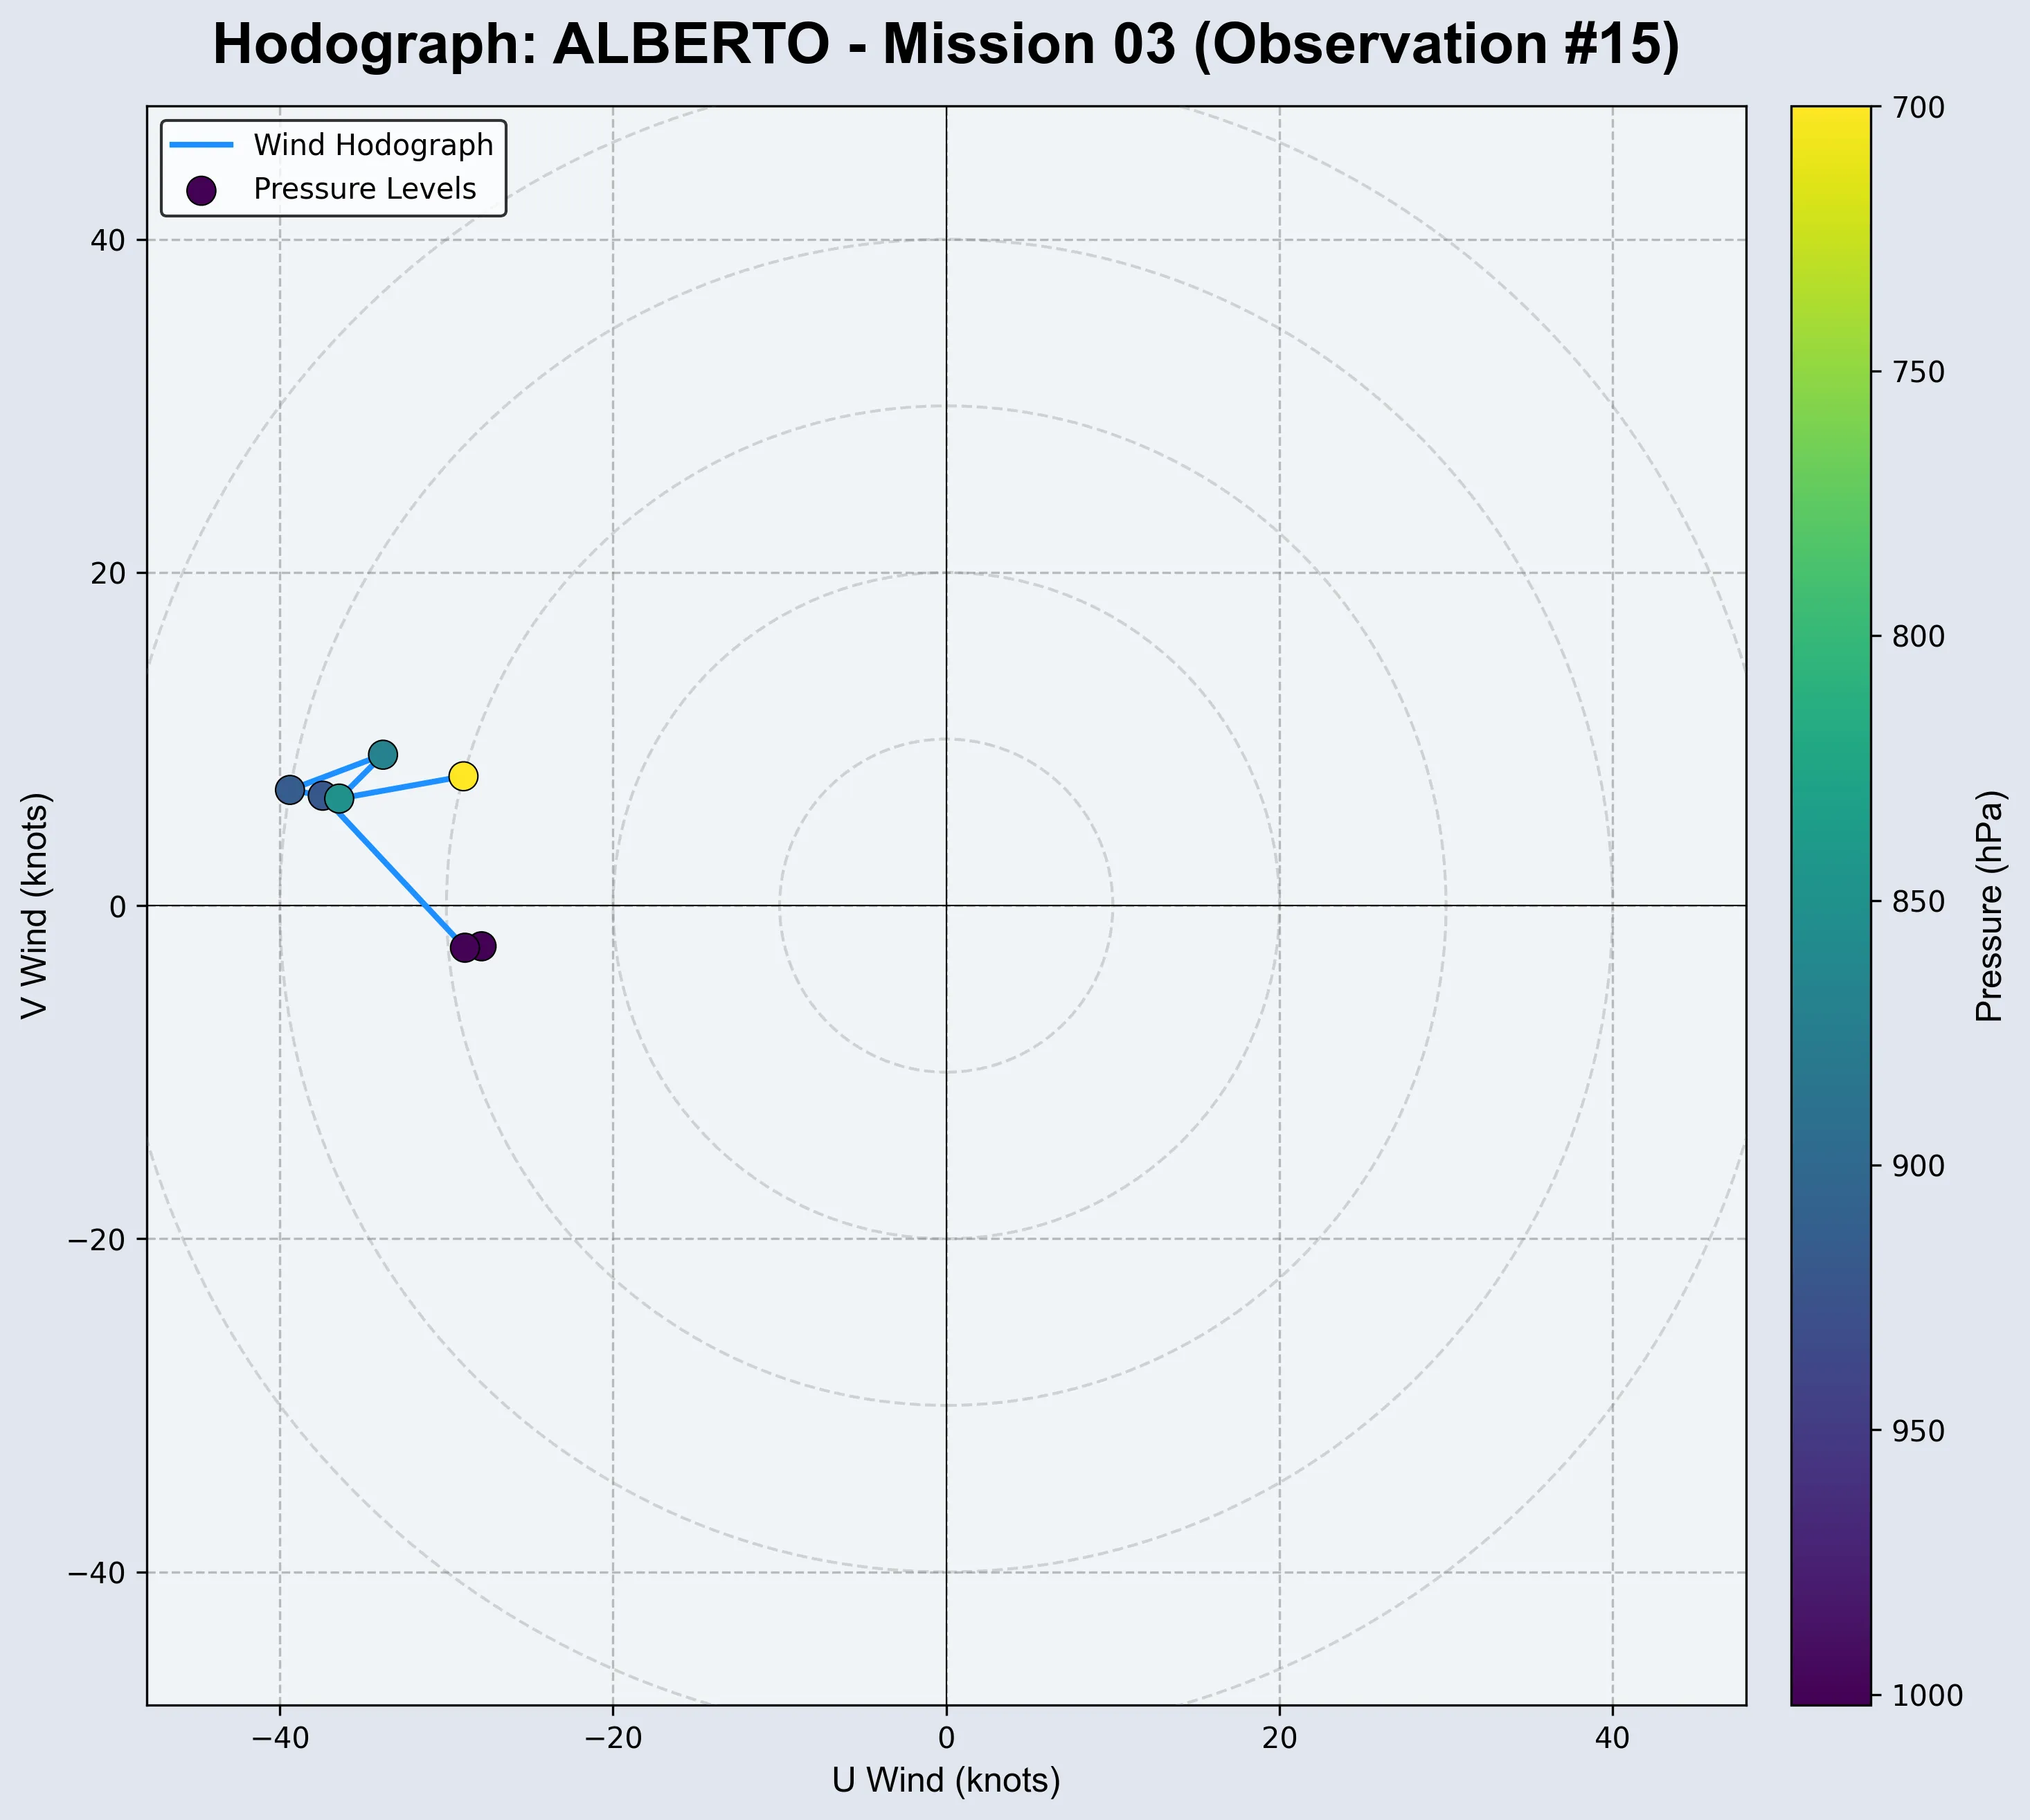 Hodograph: ALBERTO - Mission 03 (Observation #15)
Wind Hodograph
Pressure Levels
40
20
0
−20
−40
V Wind (knots)
−40
−20
0
20
40
U Wind (knots)
700
750
800
850
900
950
1000
Pressure (hPa)